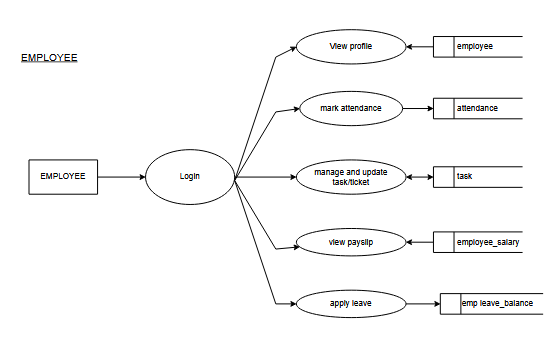 EMPLOYEE
View profile
employee
mark attendance
attendance
EMPLOYEE
Login
manage and update
task/ticket
task
view payslip
employee_salary
apply leave
emp leave_balance